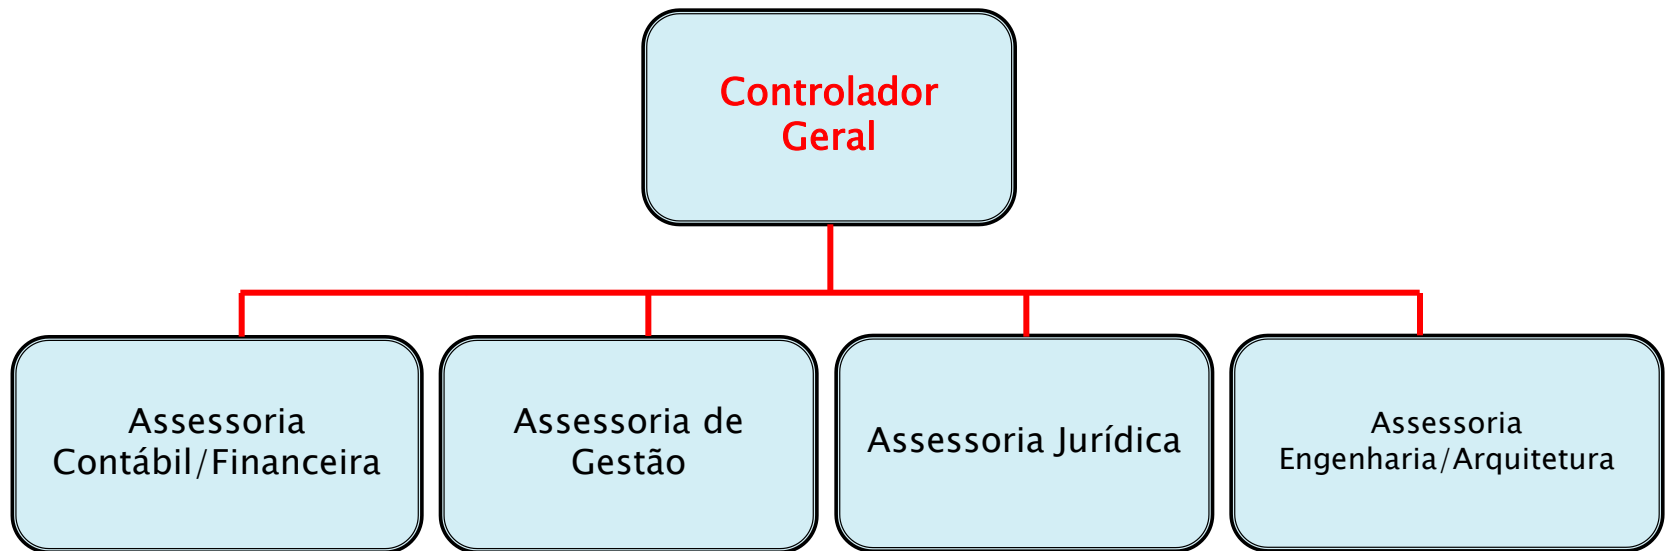 Controlador
Geral
Assessoria
Contábil/Financeira
Assessoria de
Gestão
Assessoria Jurídica
Assessoria
Engenharia/Arquitetura